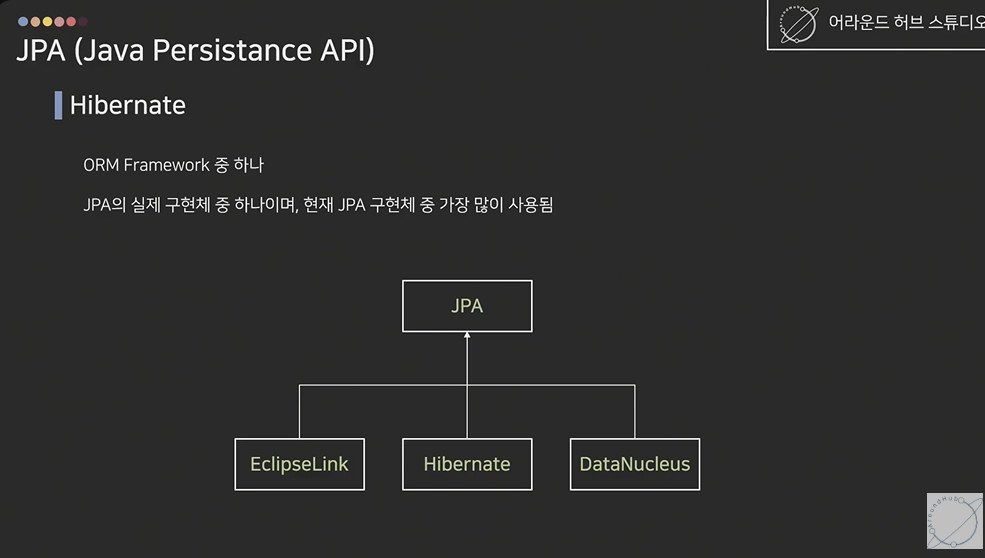 JPA (Java Persistance API)
어라운드 허브 스튜디오
Hibernate
ORM Framework 중 하나
JPA의 실제 구현체 중 하나이며, 현재 JPA 구현체 중 가장 많이 사용됨
JPA
EclipseLink
Hibernate
DataNucleus
AroundHub